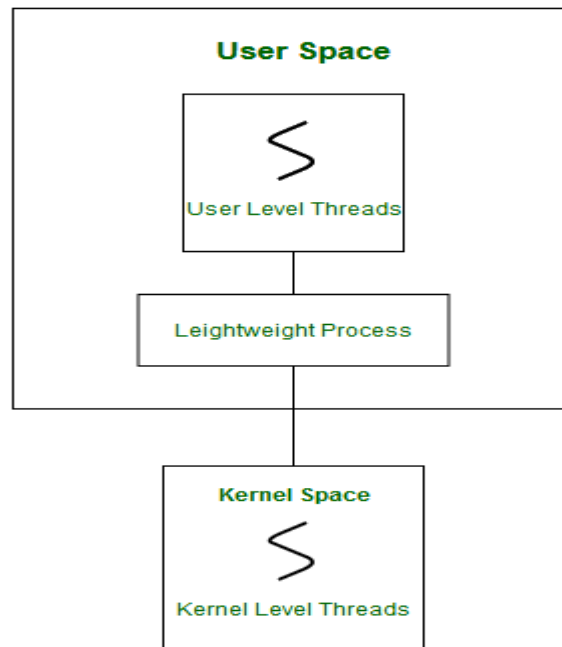 User Space
User Level Threads
Leightweight Process
Kernel Space
Kernel Level Threads